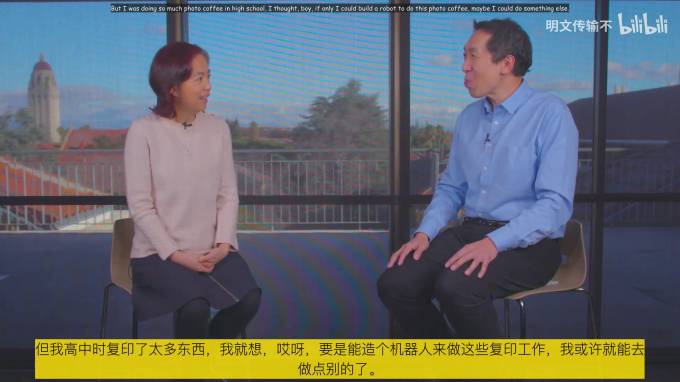 But I was doing so much photo coffee in high school, I thought, boy, if only I could build a robot to do this photo coffee, maybe I could do something else.
明文传输不 bilibili
但我高中时复印了太多东西，我就想，哎呀，要是能造个机器人来做这些复印工作，我或许就能去
做点别的了。